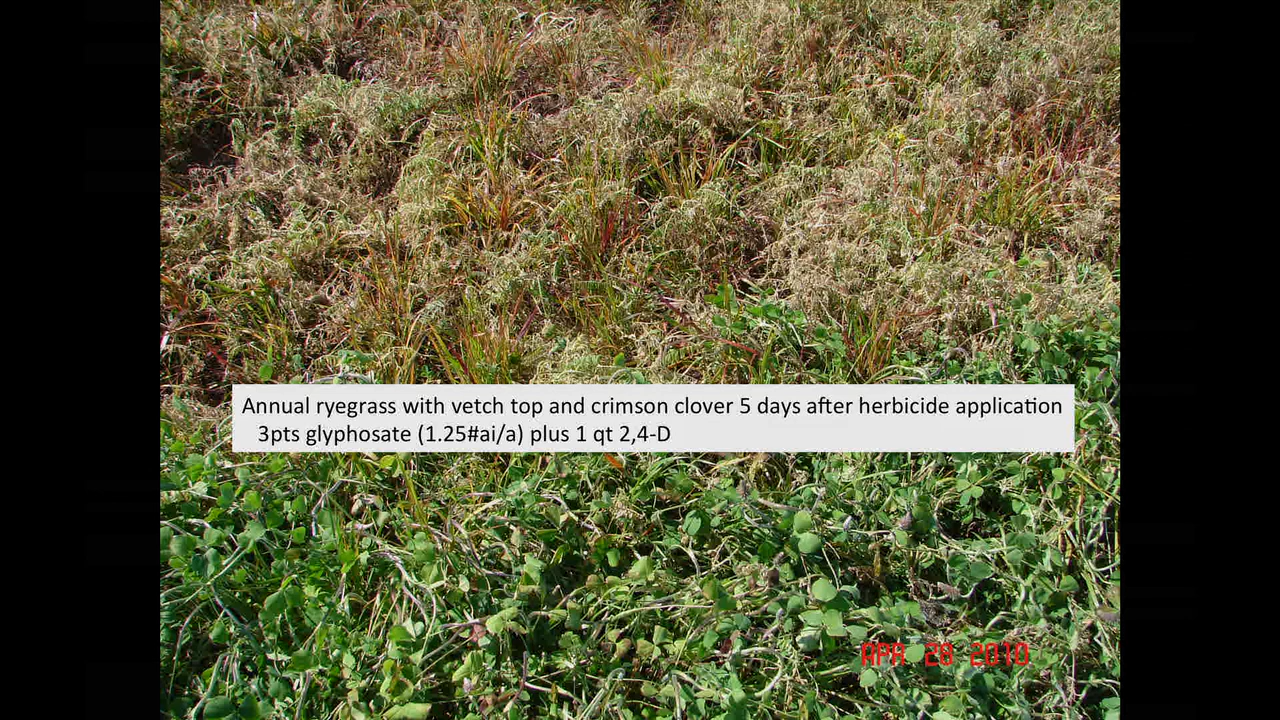 Annual ryegrass with vetch top and crimson clover 5 days after herbicide application
3pts glyphosate (1.25#ai/a) plus 1 qt 2,4-D
APR 28 2010